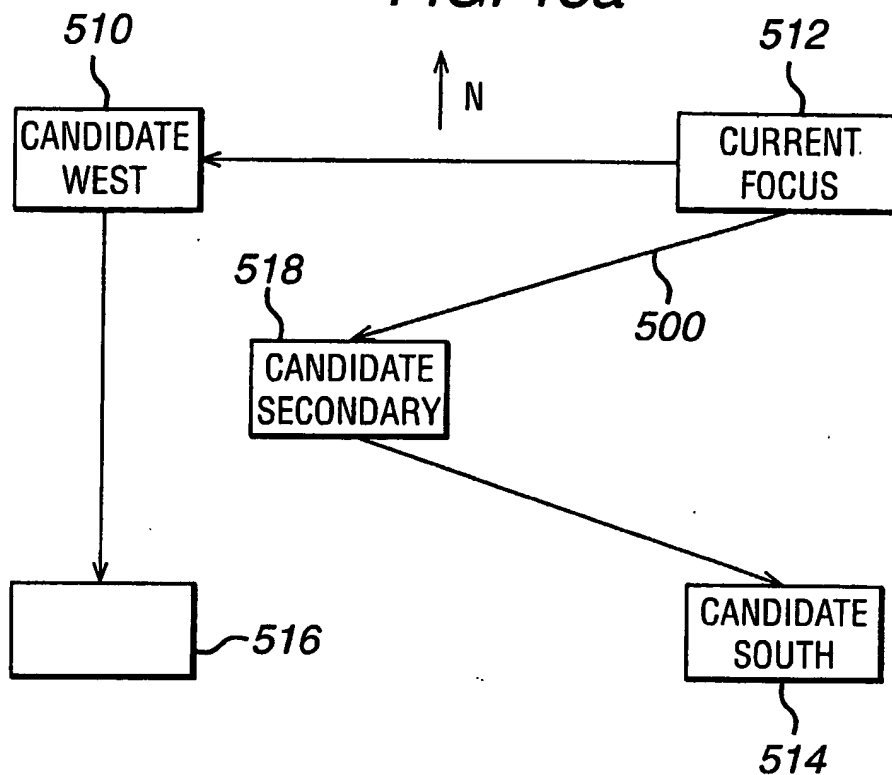 510
512
N
CANDIDATE
WEST
CURRENT
FOCUS
518
500
CANDIDATE
SECONDARY
516
CANDIDATE
SOUTH
514